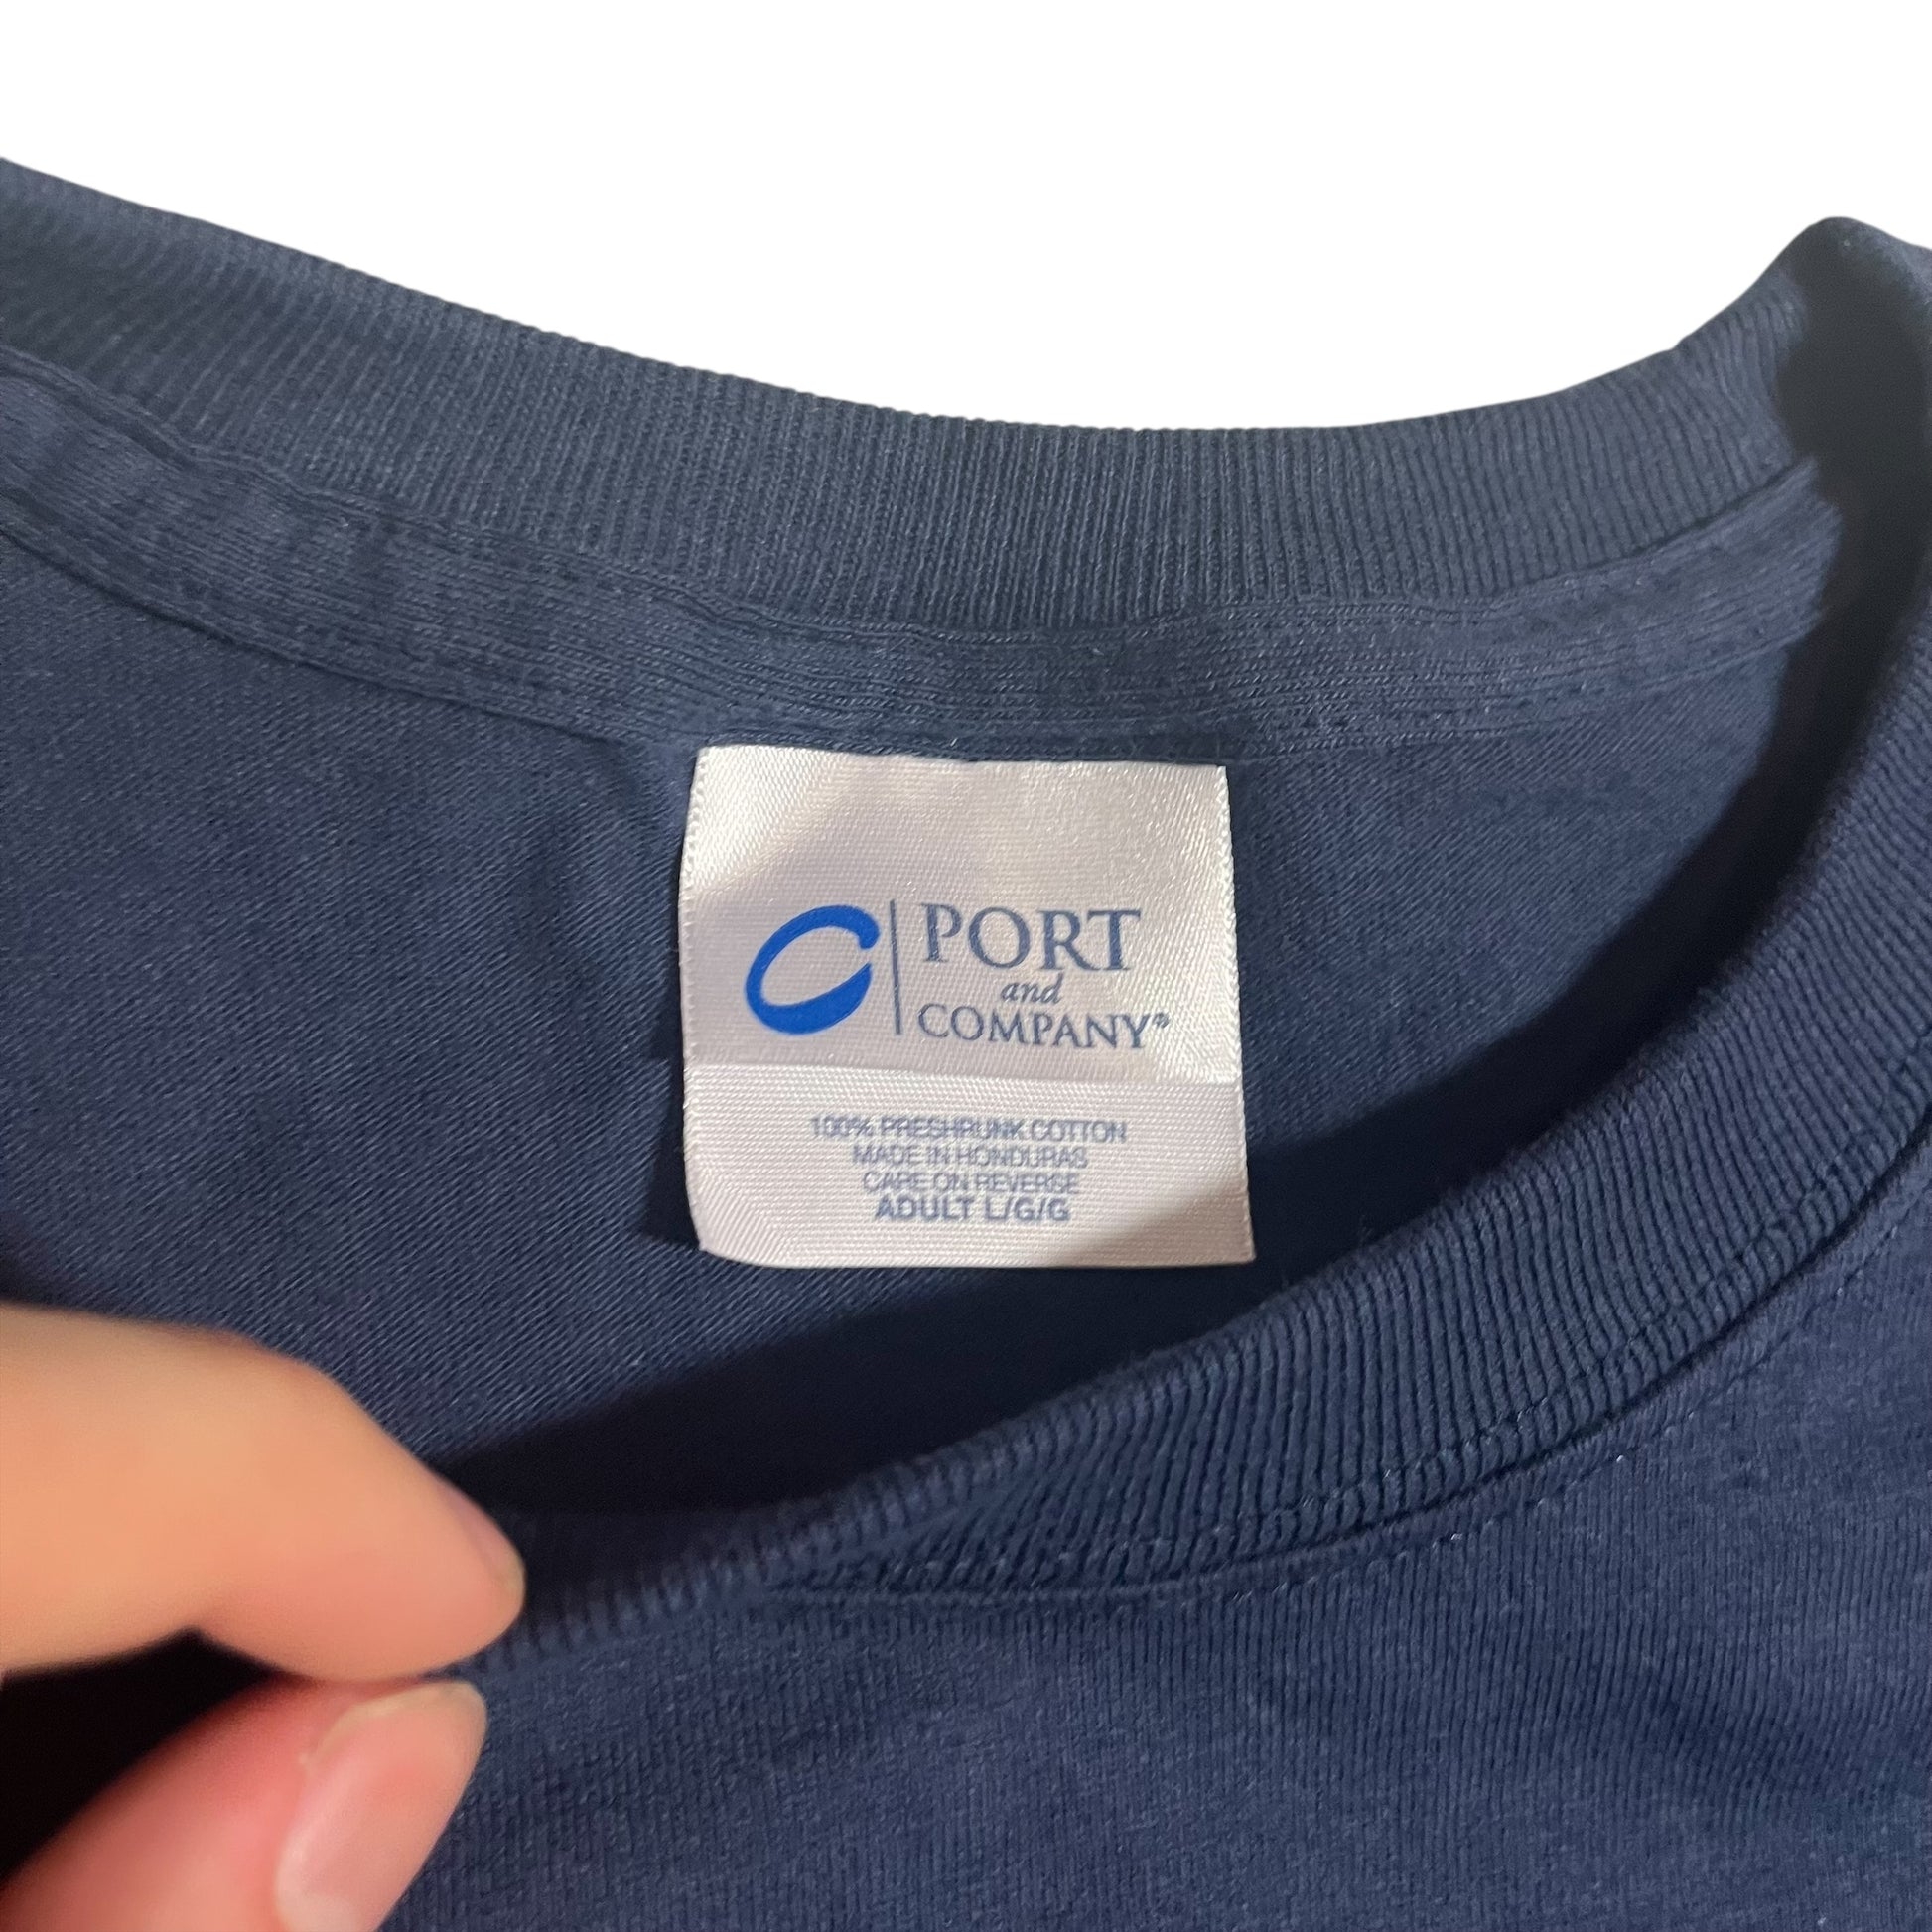 PORT
and
COMPANY®
100% PRESHRUNK COTTON
MADE IN HONDURAS
CARE ON REVERSE
ADULT L/G/G